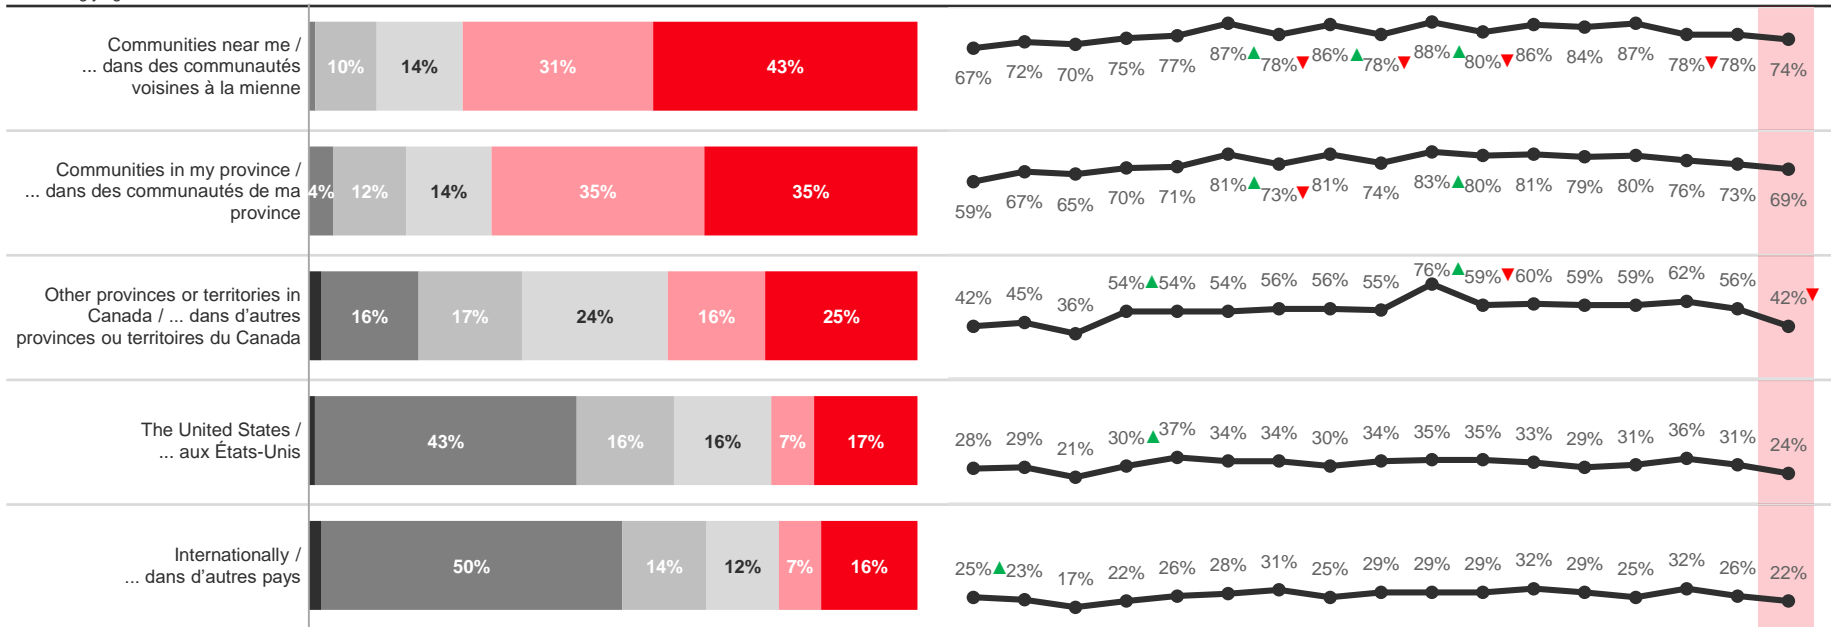 Communities near me /
... dans des communautés
voisines à la mienne
10% 14% 31% 43%
67% 72% 70% 75% 77% 87% 78% 86% 78% 88% 80% 86% 84% 87% 78% 78% 74%
Communities in my province /
... dans des communautés de ma
province
4% 12% 14% 35% 35%
59% 67% 65% 70% 71% 81% 73% 81% 74% 83% 80% 81% 79% 80% 76% 73% 69%
Other provinces or territories in
Canada / ... dans d'autres
provinces ou territoires du Canada
16% 17% 24% 16% 25%
42% 45% 36% 54% 54% 54% 56% 56% 55% 76% 59% 60% 59% 59% 62% 56% 42%
The United States /
... aux États-Unis
43% 16% 16% 7% 17%
28% 29% 21% 30% 37% 34% 34% 30% 34% 35% 35% 33% 29% 31% 36% 31% 24%
Internationally /
... dans d'autres pays
50% 14% 12% 7% 16%
25% 23% 17% 22% 26% 28% 31% 25% 29% 29% 29% 32% 29% 25% 32% 26% 22%